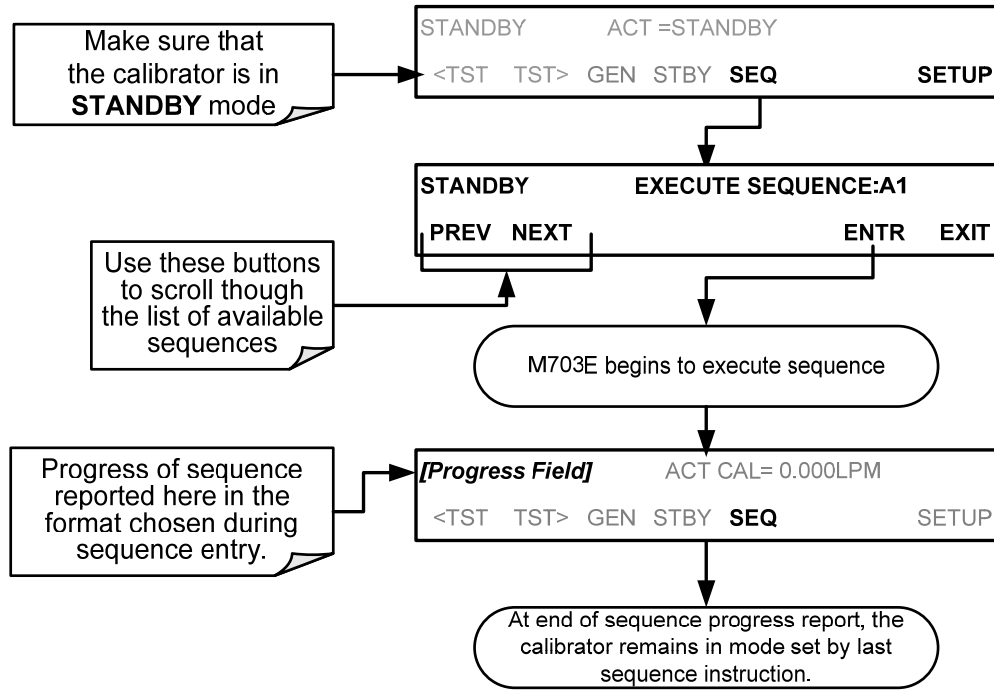 Make sure that
the calibrator is in
STANDBY mode
STANDBY ACT =STANDBY
<TST TST> GEN STBY SEQ SETUP
STANDBY EXECUTE SEQUENCE:A1
PREV NEXT ENTR EXIT
Use these buttons
to scroll though
the list of available
sequences
M703E begins to execute sequence
Progress of sequence
reported here in the
format chosen during
sequence entry.
[Progress Field] ACT CAL= 0.000LPM
<TST TST> GEN STBY SEQ SETUP
At end of sequence progress report, the
calibrator remains in mode set by last
sequence instruction.